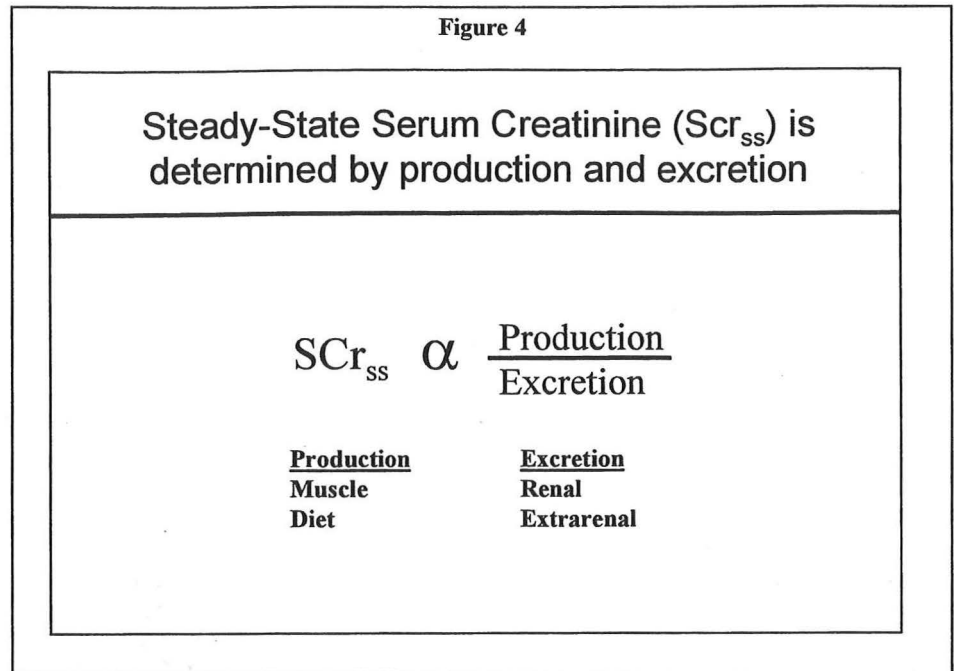 Figure 4
Steady-State Serum Creatinine (Scrss) is
determined by production and excretion
SCrss α Production
Excretion
Production Excretion
Muscle Renal
Diet Extrarenal